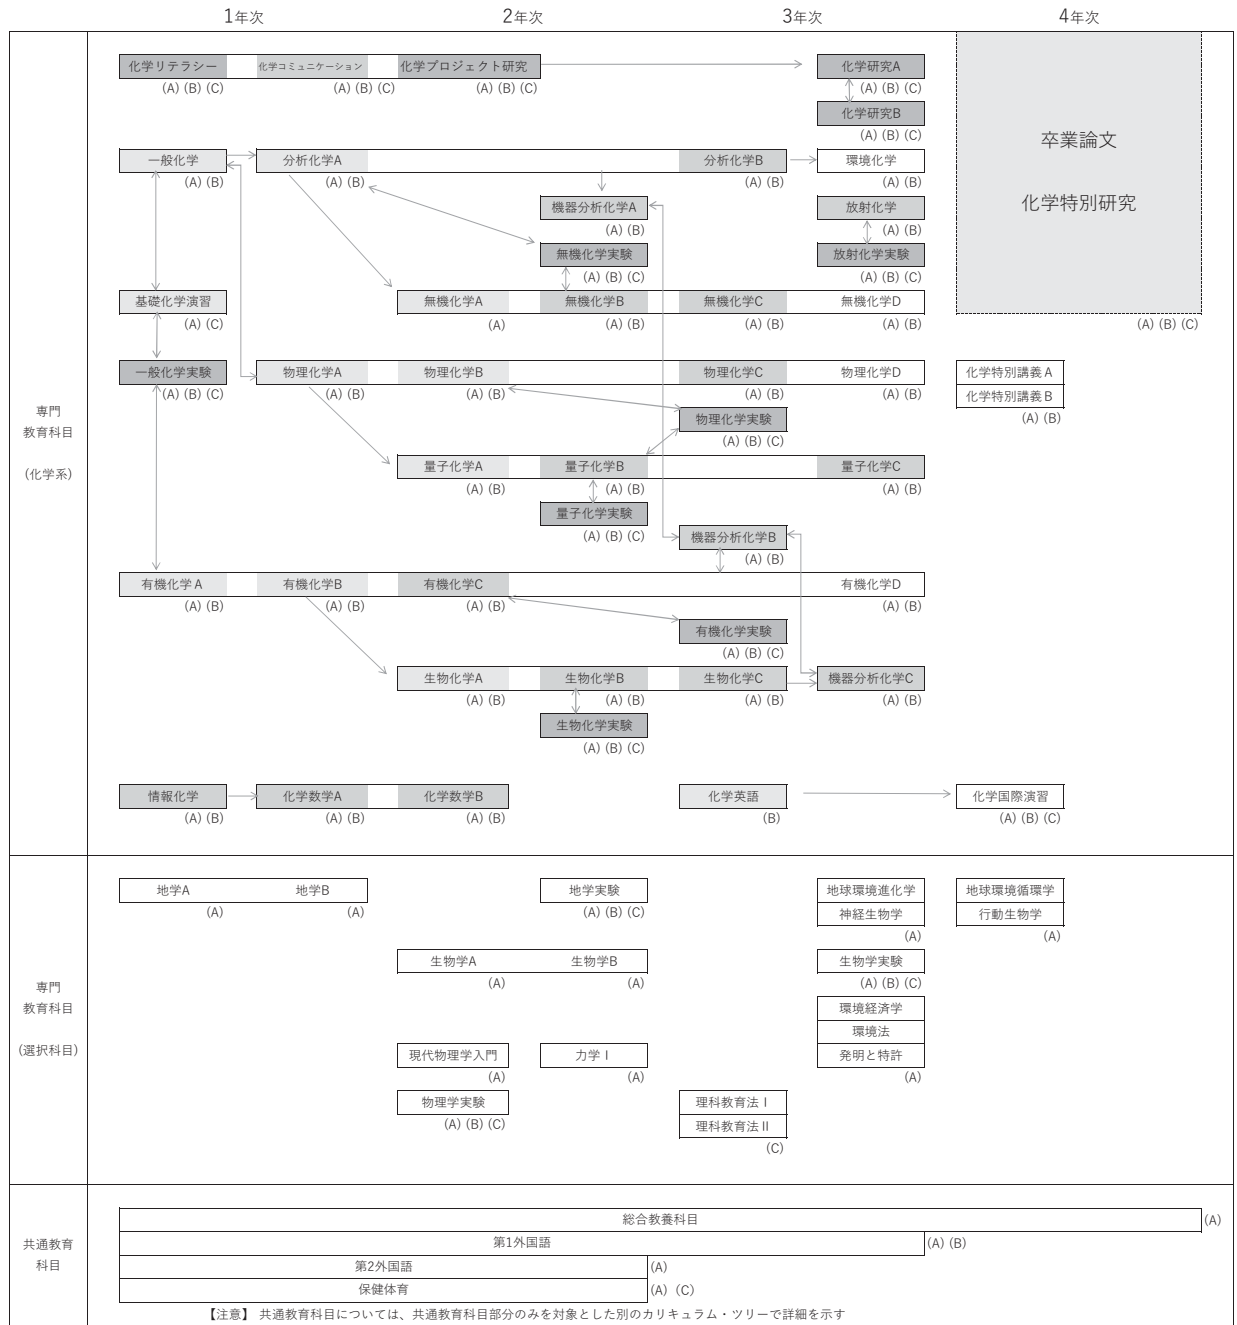 1年次 2年次 3年次 4年次
化学リテラシー 化学コミュニケーション 化学プロジェクト研究 化学研究A
(A) (B) (C) (A) (B) (C) (A) (B) (C) (A) (B) (C)
化学研究B
(A) (B) (C)
卒業論文
一般化学 分析化学A 分析化学B 環境化学
(A) (B) (A) (B) (A) (B) (A) (B)
化学特別研究
機器分析化学A 放射化学
(A) (B) (A) (B)
無機化学実験 放射化学実験
(A) (B) (C) (A) (B) (C)
基礎化学演習 無機化学A 無機化学B 無機化学C 無機化学D
(A) (C) (A) (A) (B) (A) (B) (A) (B) (A) (B) (C)
一般化学実験 物理化学A 物理化学B 物理化学C 物理化学D 化学特別講義A
(A) (B) (C) (A) (B) (A) (B) (A) (B) (A) (B) 化学特別講義B
専門
教育科目
(化学系)
物理化学実験 (A) (B)
(A) (B) (C)
量子化学A 量子化学B 量子化学C
(A) (B) (A) (B) (A) (B)
量子化学実験
(A) (B) (C)
機器分析化学B
(A) (B)
有機化学A 有機化学B 有機化学C 有機化学D
(A) (B) (A) (B) (A) (B) (A) (B)
有機化学実験
(A) (B) (C)
生物化学A 生物化学B 生物化学C 機器分析化学C
(A) (B) (A) (B) (A) (B) (A) (B)
生物化学実験
(A) (B) (C)
情報化学 化学数学A 化学数学B 化学英語 化学国際演習
(A) (B) (A) (B) (A) (B) (B) (A) (B) (C)
地学A 地学B 地学実験 地球環境進化学 地球環境循環学
(A) (A) (A) (B) (C) 神経生物学 行動生物学
(A) (A)
生物学A 生物学B 生物学実験
(A) (A) (A) (B) (C)
専門
教育科目
(選択科目)
環境経済学
環境法
現代物理学入門 力学Ⅰ 発明と特許
(A) (A) (A)
物理学実験 理科教育法Ⅰ
(A) (B) (C) 理科教育法Ⅱ
(C)
共通教育
科目
総合教養科目 (A)
第1外国語 (A) (B)
第2外国語 (A)
保健体育 (A) (C)
【注意】 共通教育科目については、共通教育科目部分のみを対象とした別のカリキュラム・ツリーで詳細を示す